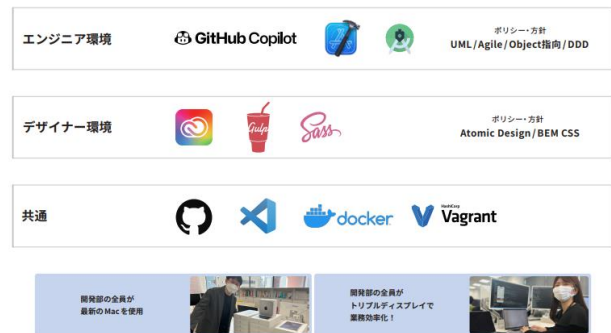 エンジニア環境
GitHub Copilot
ポリシー・方針
UML/Agile/Object指向/DDD
デザイナー環境
Gulp
Sass
ポリシー・方針
Atomic Design/BEM CSS
共通
docker
HashiCorp
Vagrant
開発部の全員が
最新のMacを使用
開発部の全員が
トリプルディスプレイで
業務効率化！